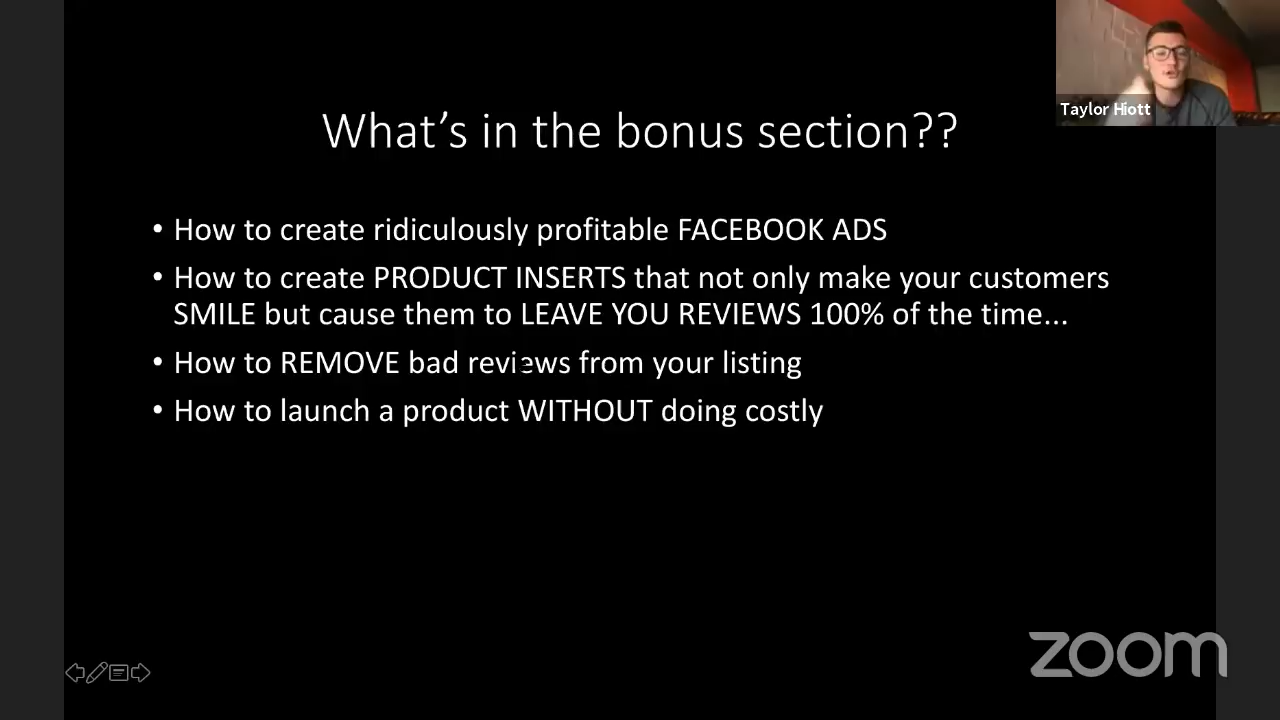 Taylor Hiott
What's in the bonus section??
• How to create ridiculously profitable FACEBOOK ADS
• How to create PRODUCT INSERTS that not only make your customers
SMILE but cause them to LEAVE YOU REVIEWS 100% of the time...
• How to REMOVE bad reviews from your listing
• How to launch a product WITHOUT doing costly
zoom